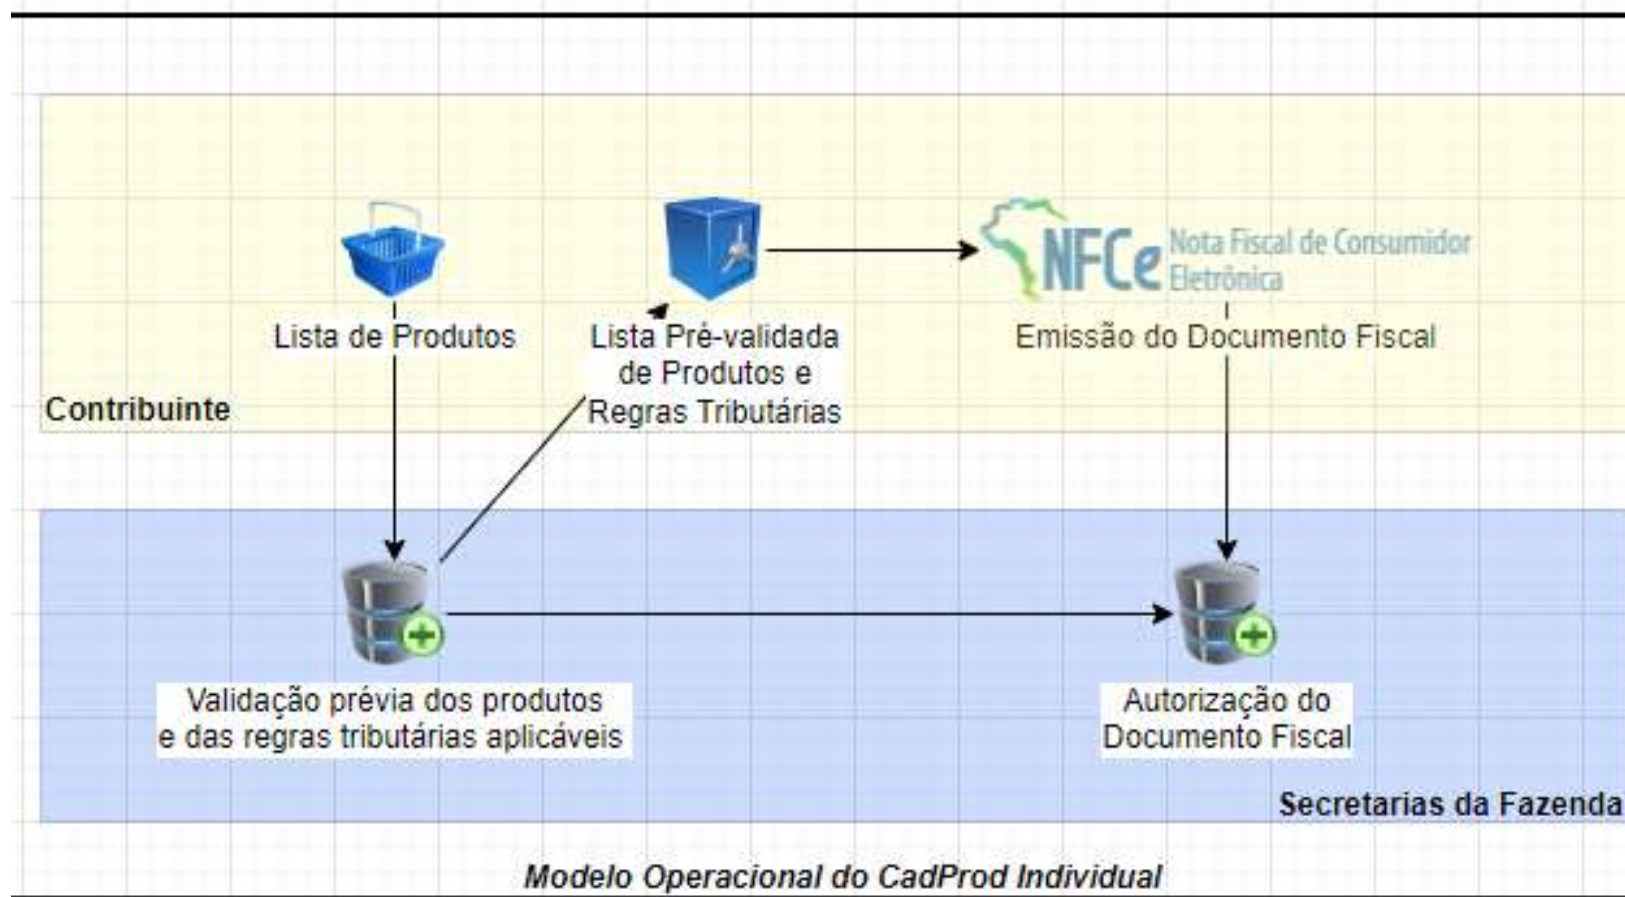 NFCe Nota Fiscal de Consumidor
Eletrônica
Lista de Produtos
Lista Pré-validada
de Produtos e
Regras Tributárias
Emissão do Documento Fiscal
Contribuinte
Validação prévia dos produtos
e das regras tributárias aplicáveis
Autorização do
Documento Fiscal
Secretarias da Fazenda
Modelo Operacional do CadProd Individual